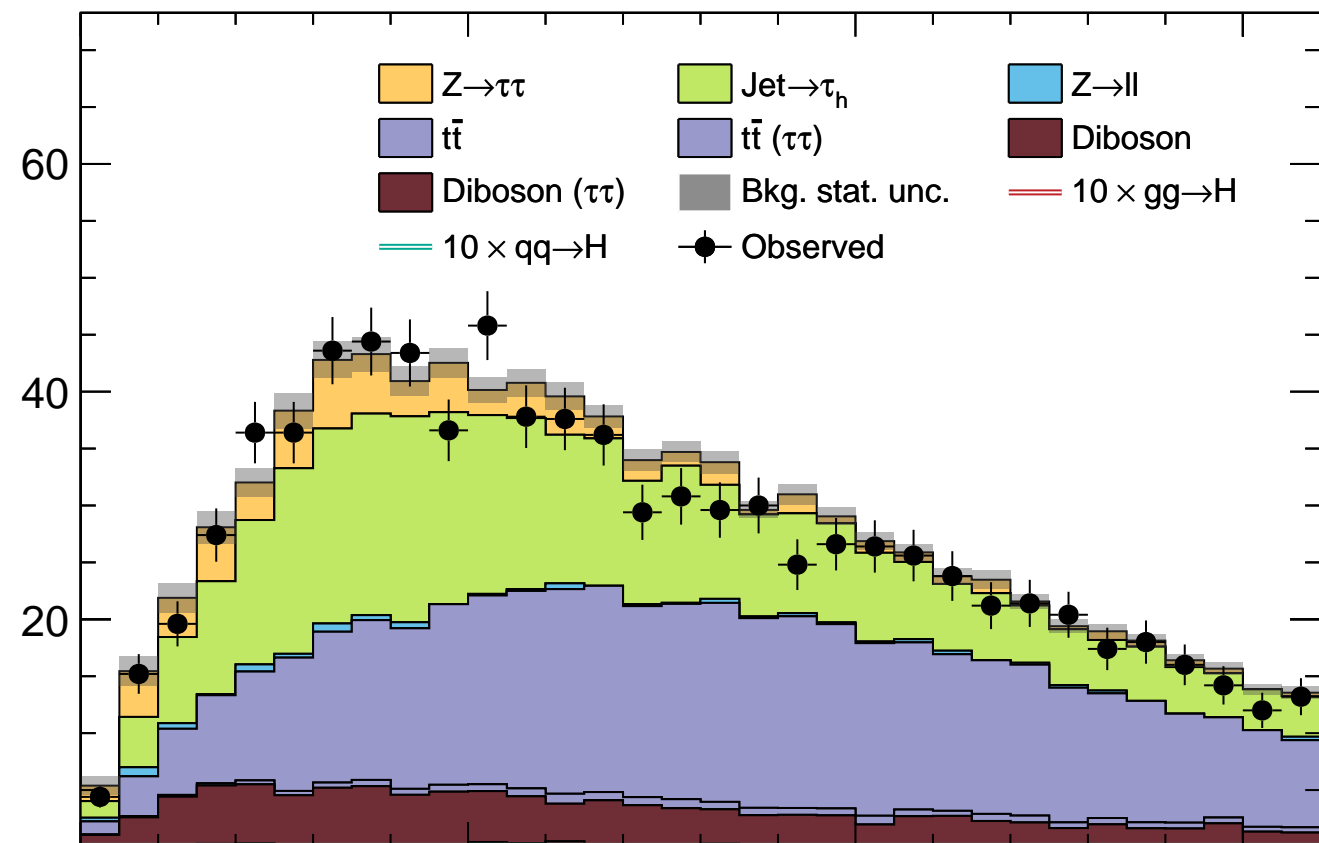 Z→ττ Jet→τh Z→ll
tt̄ tt̄ (ττ) Diboson
Diboson (ττ) Bkg. stat. unc. 10 × gg→H
10 × qq→H Observed
60
40
20